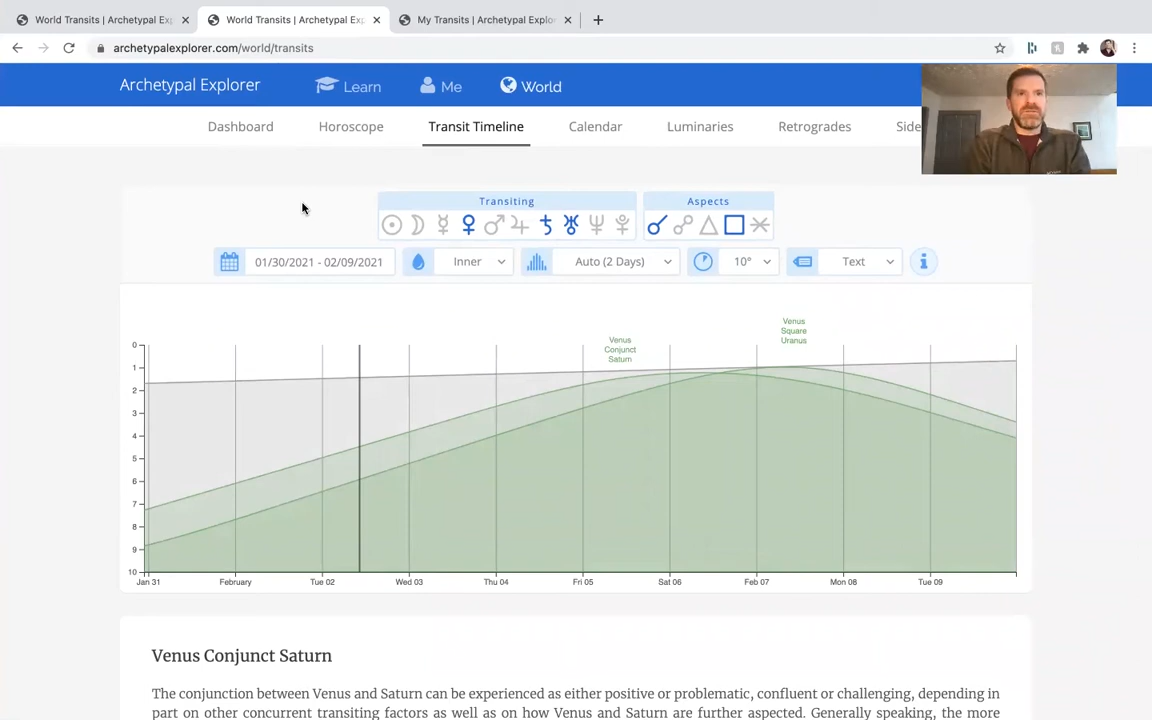 World Transits | Archetypal Ex
World Transits | Archetypal Ex
My Transits | Archetypal Explor
archetypalexplorer.com/world/transits
Archetypal Explorer
Learn
Me
World
Dashboard
Horoscope
Transit Timeline
Calendar
Luminaries
Retrogrades
Side
Transiting
Aspects
01/30/2021 - 02/09/2021
Inner
Auto (2 Days)
10°
Text
Venus
Conjunct
Saturn
Venus
Square
Uranus
0
1
2
3
4
5
6
7
8
9
10
Jan 31
February
Tue 02
Wed 03
Thu 04
Fri 05
Sat 06
Feb 07
Mon 08
Tue 09
Venus Conjunct Saturn
The conjunction between Venus and Saturn can be experienced as either positive or problematic, confluent or challenging, depending in
part on other concurrent transiting factors as well as on how Venus and Saturn are further aspected. Generally speaking, the more